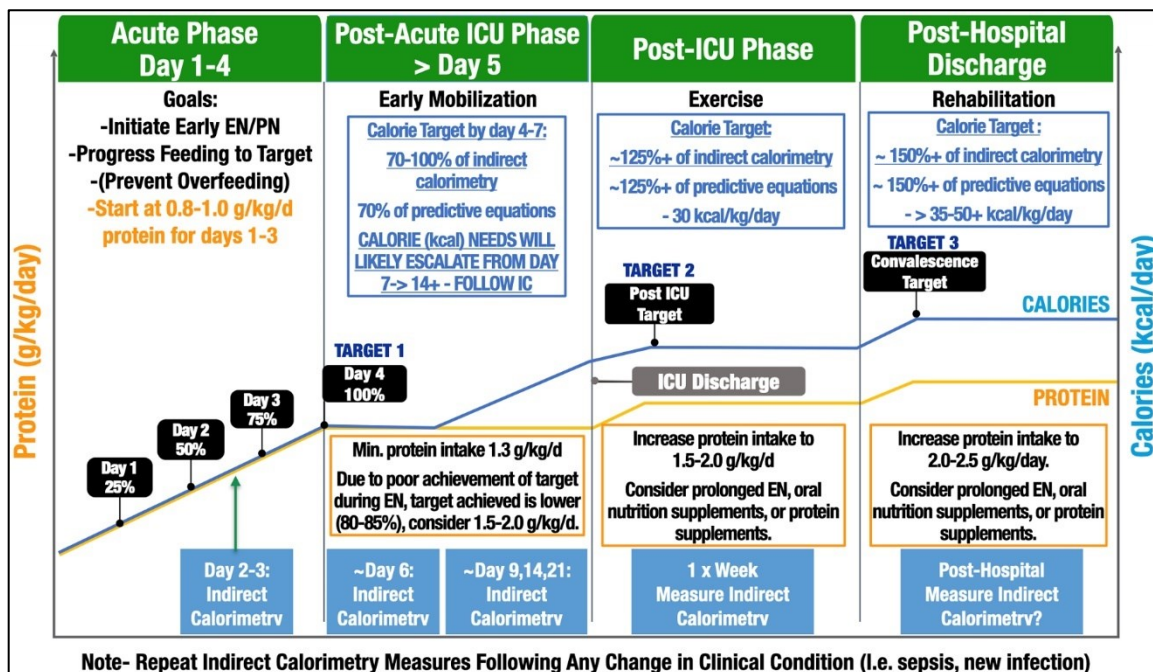 Acute Phase
Day 1-4
Post-Acute ICU Phase
> Day 5
Post-ICU Phase
Post-Hospital
Discharge
Goals:
-Initiate Early EN/PN
-Progress Feeding to Target
-(Prevent Overfeeding)
-Start at 0.8-1.0 g/kg/d
protein for days 1-3
Early Mobilization
Calorie Target by day 4-7:
70-100% of indirect
calorimetry
70% of predictive equations
CALORIE (kcal) NEEDS WILL
LIKELY ESCALATE FROM DAY
7-> 14+ - FOLLOW IC
Exercise
Calorie Target:
~125%+ of indirect calorimetry
~125%+ of predictive equations
- 30 kcal/kg/day
Rehabilitation
Calorie Target :
~ 150%+ of indirect calorimetry
~ 150%+ of predictive equations
- > 35-50+ kcal/kg/day
Protein (g/kg/day)
Calories (kcal/day)
Day 1
25%
Day 2
50%
Day 3
75%
TARGET 1
Day 4
100%
TARGET 2
Post ICU
Target
TARGET 3
Convalescence
Target
CALORIES
ICU Discharge
PROTEIN
Min. protein intake 1.3 g/kg/d
Due to poor achievement of target
during EN, target achieved is lower
(80-85%), consider 1.5-2.0 g/kg/d.
Increase protein intake to
1.5-2.0 g/kg/d
Consider prolonged EN, oral
nutrition supplements, or protein
supplements.
Increase protein intake to
2.0-2.5 g/kg/day.
Consider prolonged EN, oral
nutrition supplements, or protein
supplements.
Day 2-3:
Indirect
Calorimetry
~Day 6:
Indirect
Calorimetry
~Day 9,14,21:
Indirect
Calorimetry
1 x Week
Measure Indirect
Calorimetry
Post-Hospital
Measure Indirect
Calorimetry?
Note- Repeat Indirect Calorimetry Measures Following Any Change in Clinical Condition (I.e. sepsis, new infection)